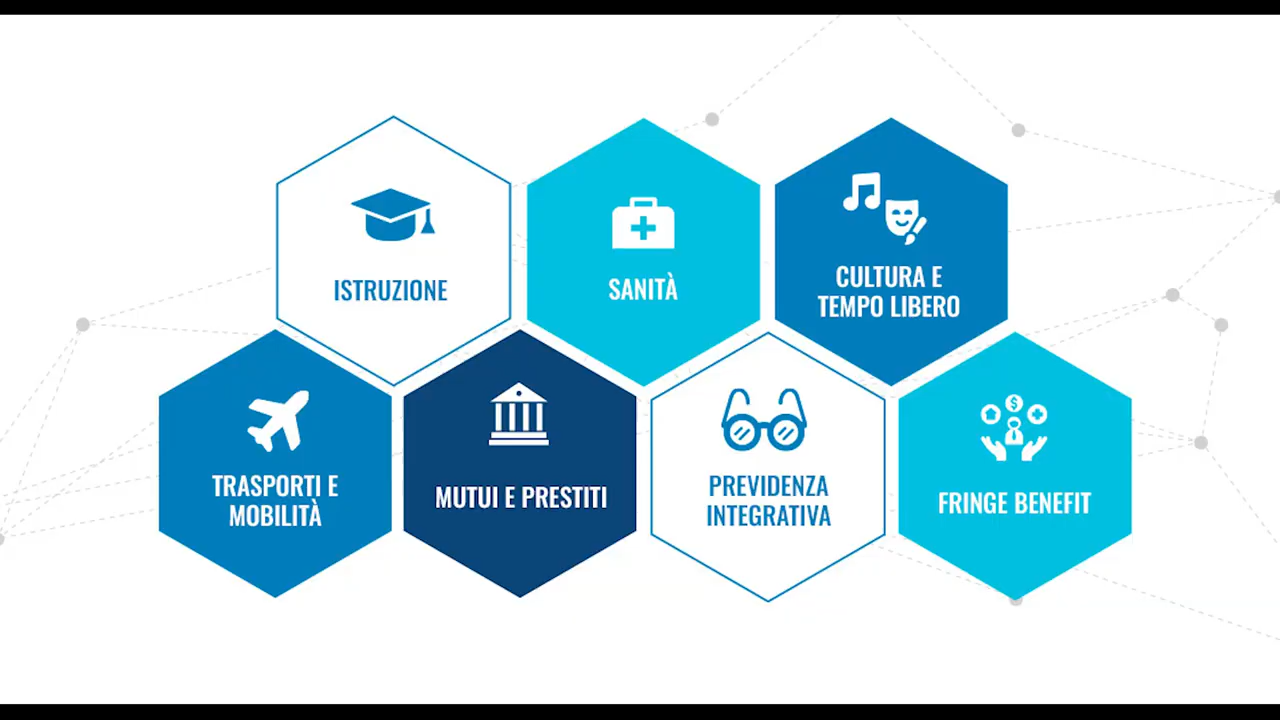 ISTRUZIONE
SANITÀ
CULTURA E
TEMPO LIBERO
TRASPORTI E
MOBILITÀ
MUTUI E PRESTITI
PREVIDENZA
INTEGRATIVA
FRINGE BENEFIT